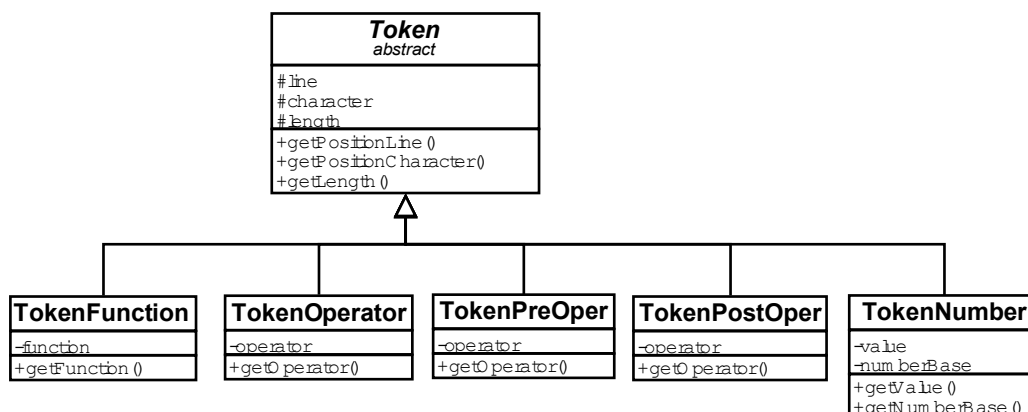 Token
abstract
#line
#character
#length
+getPositionLine()
+getPositionCharacter()
+getLength()
TokenFunction
-function
+getFunction()
TokenOperator
-operator
+getOperator()
TokenPreOper
-operator
+getOperator()
TokenPostOper
-operator
+getOperator()
TokenNumber
-value
-numberBase
+getValue()
+getNumberBase()